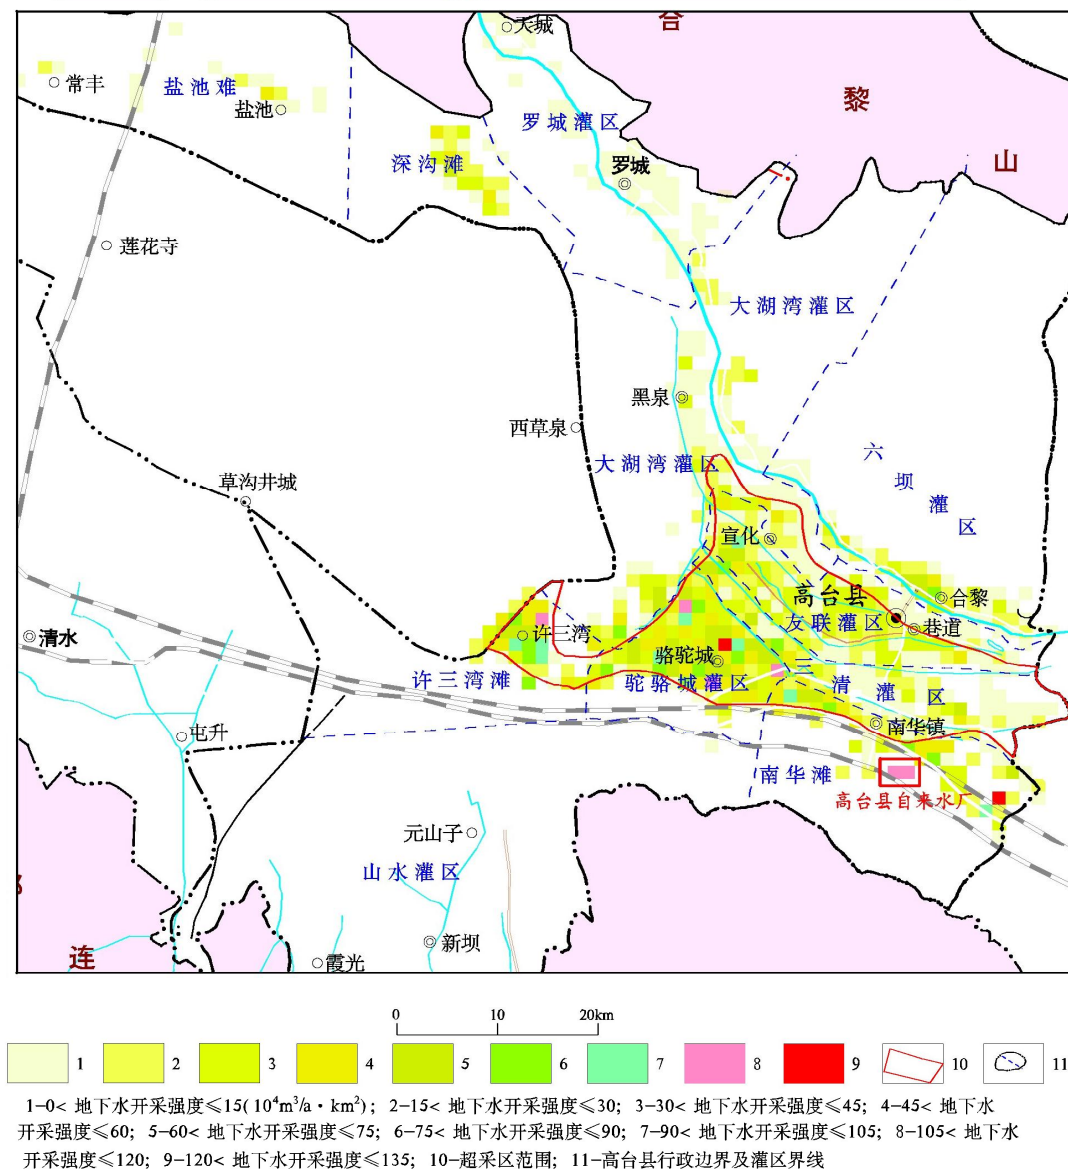 合
天城
黎
盐池难
常丰
盐池
罗城灌区
山
深沟滩
罗城
莲花寺
大湖湾灌区
黑泉
西草泉
大湖湾灌区
六坝灌区
草沟井城
宣化
合黎
高台县
友联灌区
巷道
清水
许三湾
骆驼城
许三湾滩
驼骆城灌区
三清灌区
南华镇
屯升
南华滩
高台县自来水厂
元山子
山水灌区
新坝
连
霞光
0 10 20km
1 2 3 4 5 6 7 8 9 10 11
1-0< 地下水开采强度≤15(10⁴m³/a·km²); 2-15< 地下水开采强度≤30; 3-30< 地下水开采强度≤45; 4-45< 地下水
开采强度≤60; 5-60< 地下水开采强度≤75; 6-75< 地下水开采强度≤90; 7-90< 地下水开采强度≤105; 8-105< 地下水
开采强度≤120; 9-120< 地下水开采强度≤135; 10-超采区范围; 11-高台县行政边界及灌区界线